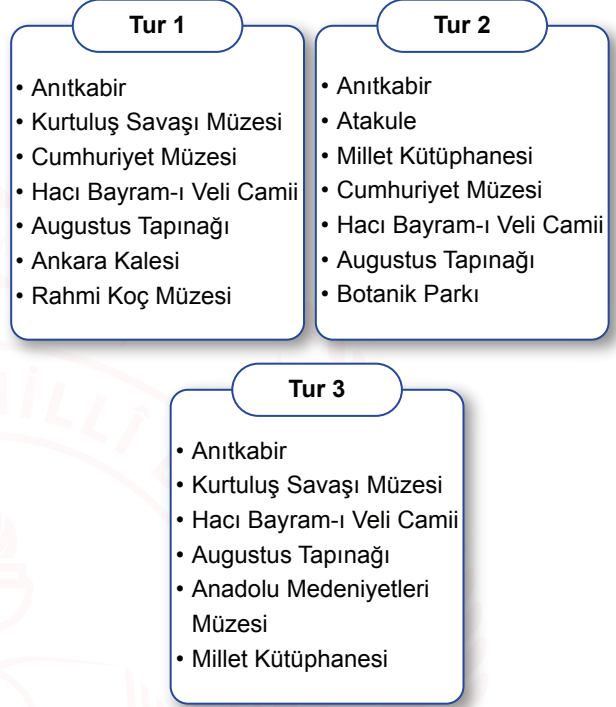 Tur 1
• Anıtkabir
• Kurtuluş Savaşı Müzesi
• Cumhuriyet Müzesi
• Hacı Bayram-ı Veli Camii
• Augustus Tapınağı
• Ankara Kalesi
• Rahmi Koç Müzesi
Tur 2
• Anıtkabir
• Atakule
• Millet Kütüphanesi
• Cumhuriyet Müzesi
• Hacı Bayram-ı Veli Camii
• Augustus Tapınağı
• Botanik Parkı
Tur 3
• Anıtkabir
• Kurtuluş Savaşı Müzesi
• Hacı Bayram-ı Veli Camii
• Augustus Tapınağı
• Anadolu Medeniyetleri
Müzesi
• Millet Kütüphanesi
MİLLÎ